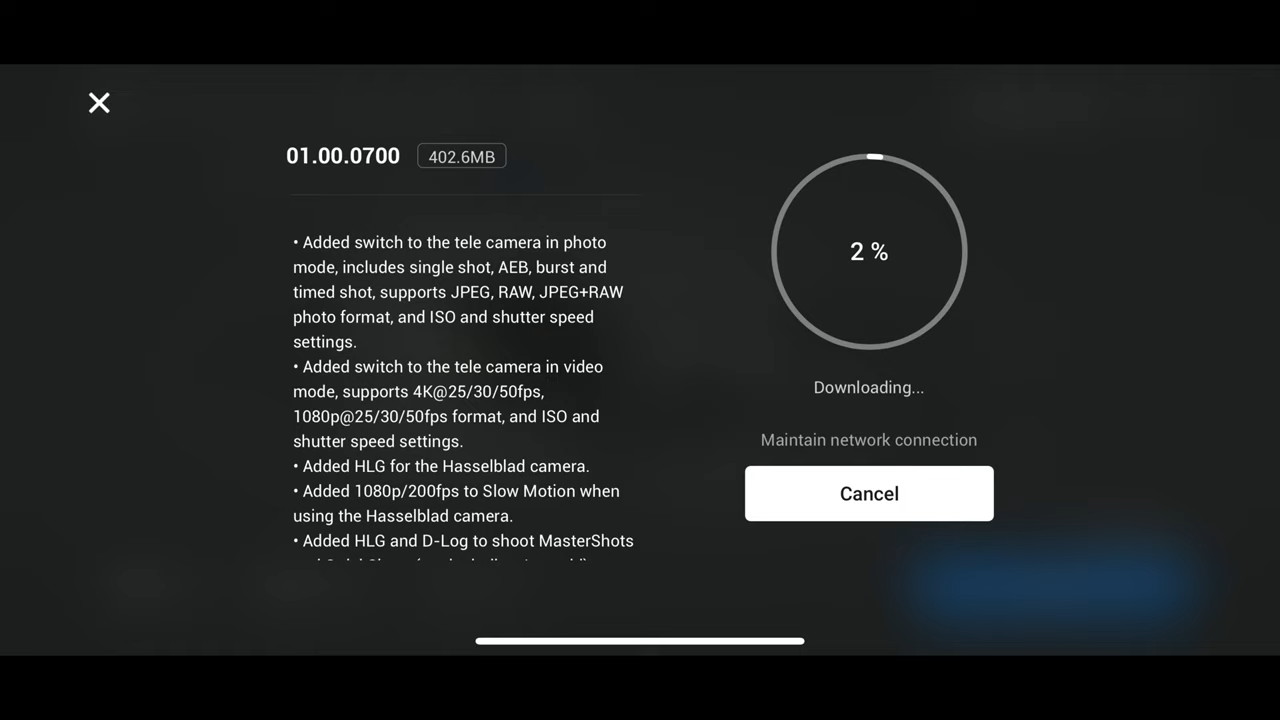 01.00.0700 402.6MB
• Added switch to the tele camera in photo
mode, includes single shot, AEB, burst and
timed shot, supports JPEG, RAW, JPEG+RAW
photo format, and ISO and shutter speed
settings.
• Added switch to the tele camera in video
mode, supports 4K@25/30/50fps,
1080p@25/30/50fps format, and ISO and
shutter speed settings.
• Added HLG for the Hasselblad camera.
• Added 1080p/200fps to Slow Motion when
using the Hasselblad camera.
• Added HLG and D-Log to shoot MasterShots
2 %
Downloading...
Maintain network connection
Cancel